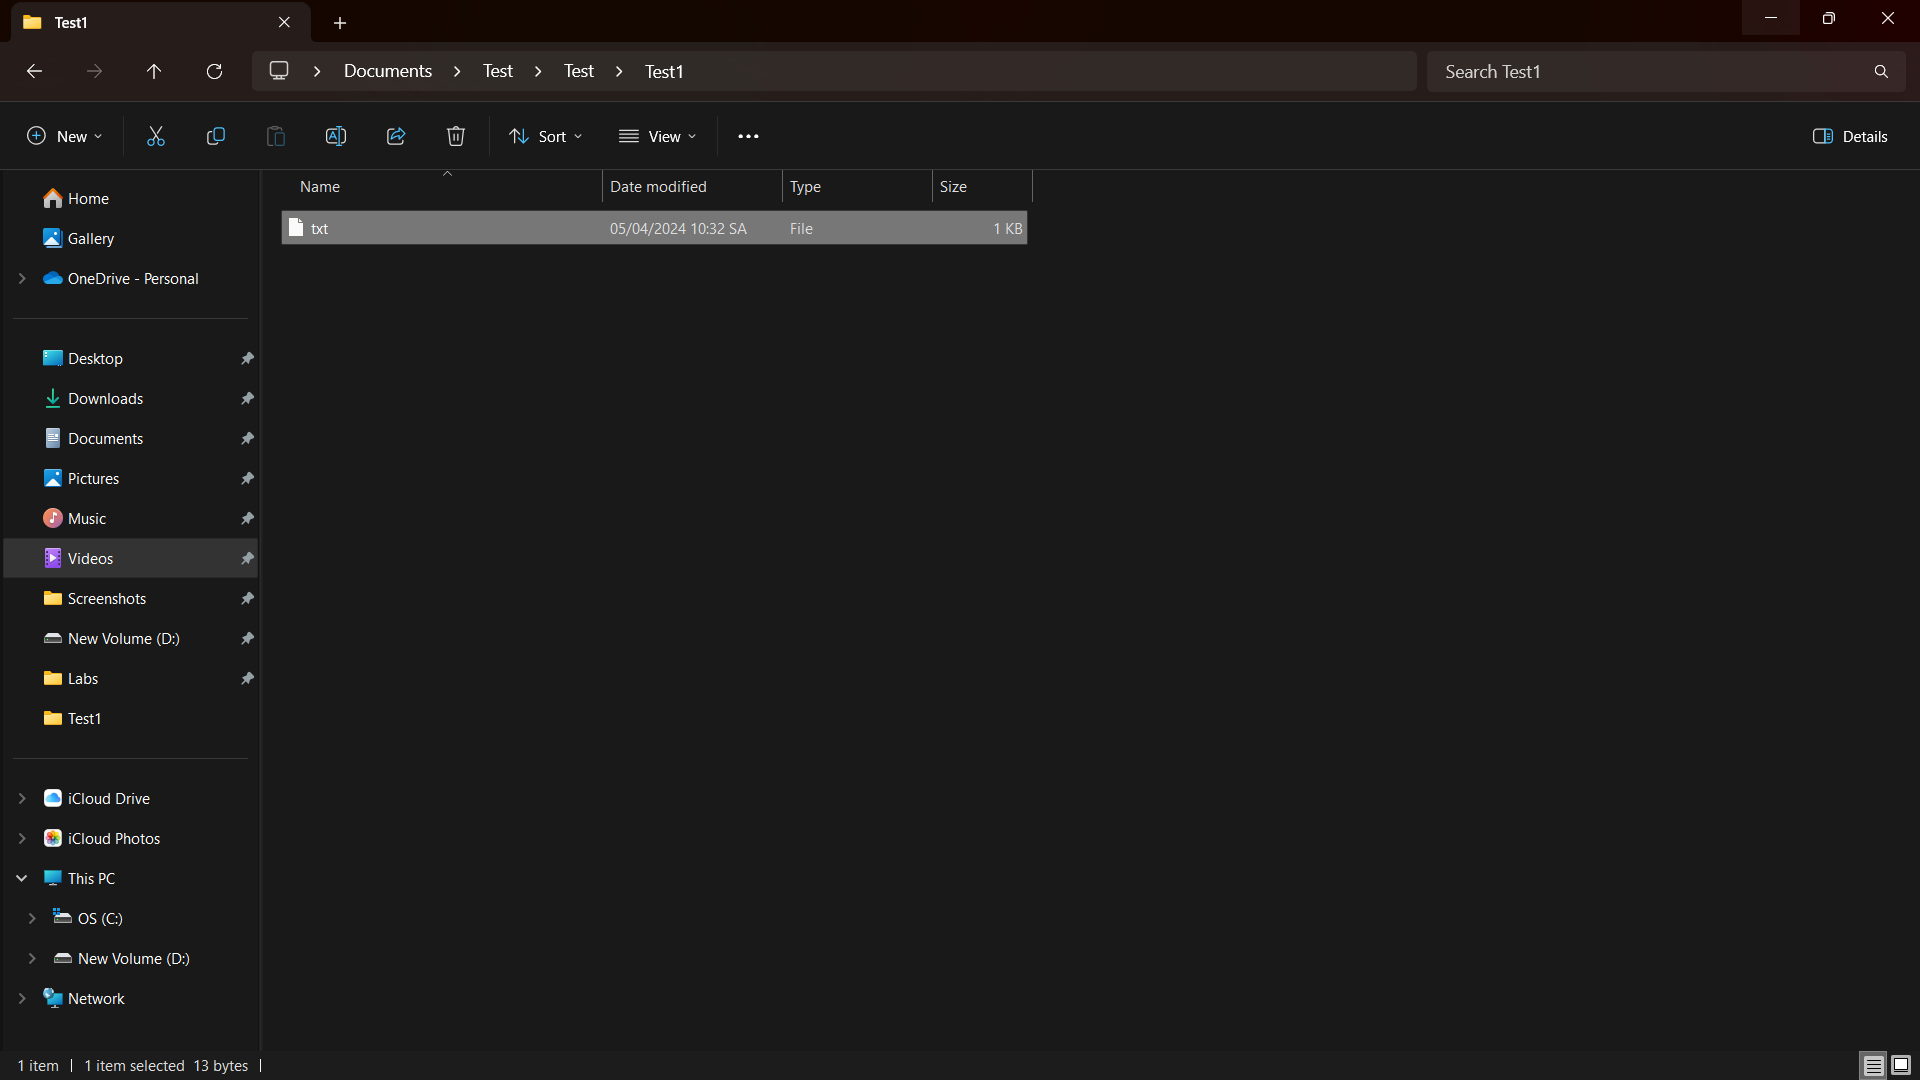 Test1
Documents > Test > Test > Test1
Search Test1
New
Sort
View
Details
Home
Gallery
OneDrive - Personal
Desktop
Downloads
Documents
Pictures
Music
Videos
Screenshots
New Volume (D:)
Labs
Test1
iCloud Drive
iCloud Photos
This PC
OS (C:)
New Volume (D:)
Network
Name Date modified Type Size
txt 05/04/2024 10:32 SA File 1 KB
1 item 1 item selected 13 bytes